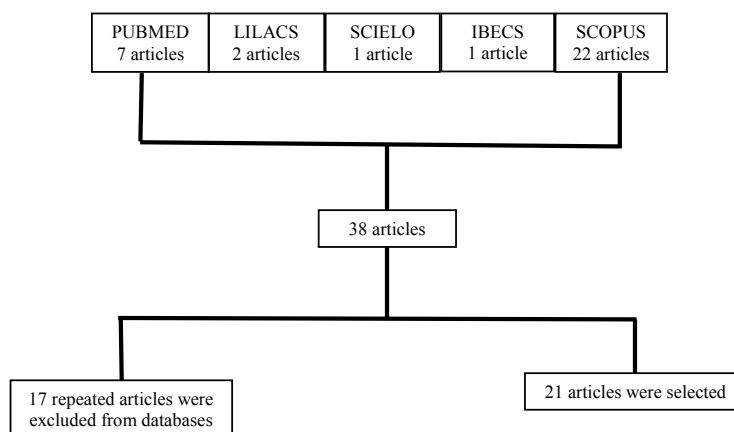 PUBMED
7 articles
LILACS
2 articles
SCIELO
1 article
IBECS
1 article
SCOPUS
22 articles
38 articles
17 repeated articles were
excluded from databases
21 articles were selected